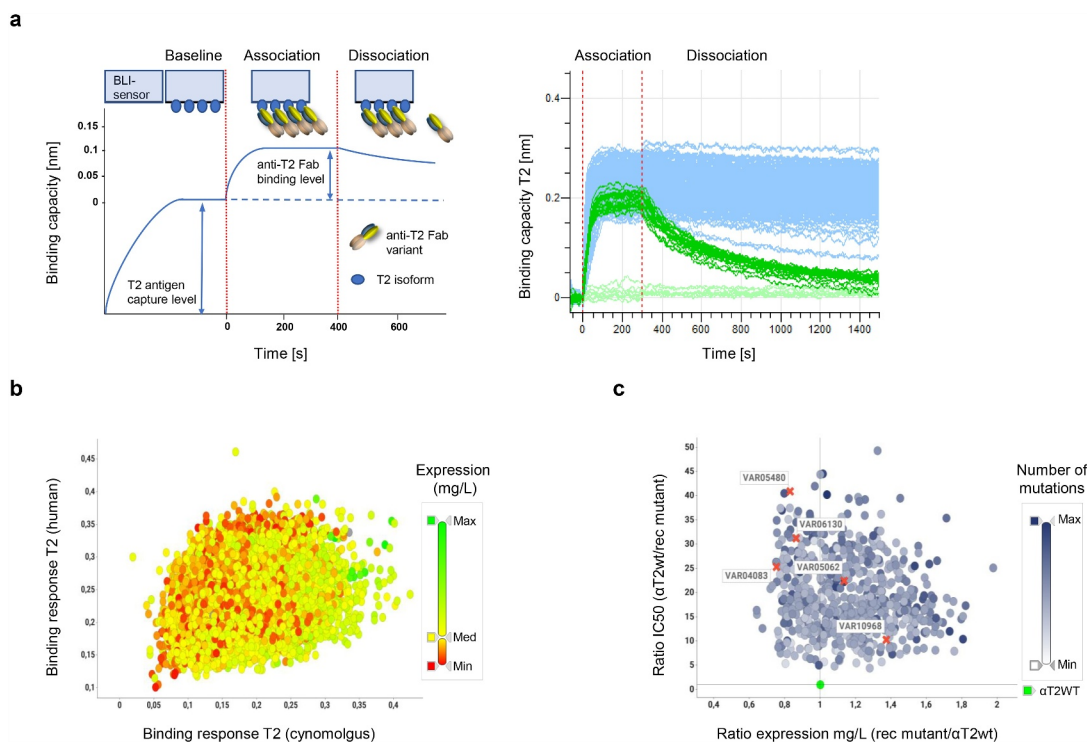 a
Baseline Association Dissociation
BLI-
sensor
0.15
0.1
0.05
0
Binding capacity [nm]
anti-T2 Fab
binding level
anti-T2 Fab
variant
T2 isoform
T2 antigen
capture level
0 200 400 600
Time [s]
Association Dissociation
0.4
0.2
0
Binding capacity T2 [nm]
0 200 400 600 800 1000 1200 1400
Time [s]
b
0,45
0,4
0,35
0,3
0,25
0,2
0,15
0,1
Binding response T2 (human)
0 0,05 0,1 0,15 0,2 0,25 0,3 0,35 0,4
Binding response T2 (cynomolgus)
Expression
(mg/L)
Max
Med
Min
c
50
45
40
35
30
25
20
15
10
5
0
Ratio IC50 (αT2wt/rec mutant)
VAR05480
VAR06130
VAR05062
VAR04083
VAR10968
0,4 0,6 0,8 1 1,2 1,4 1,6 1,8 2
Ratio expression mg/L (rec mutant/αT2wt)
Number of
mutations
Max
Min
αT2WT